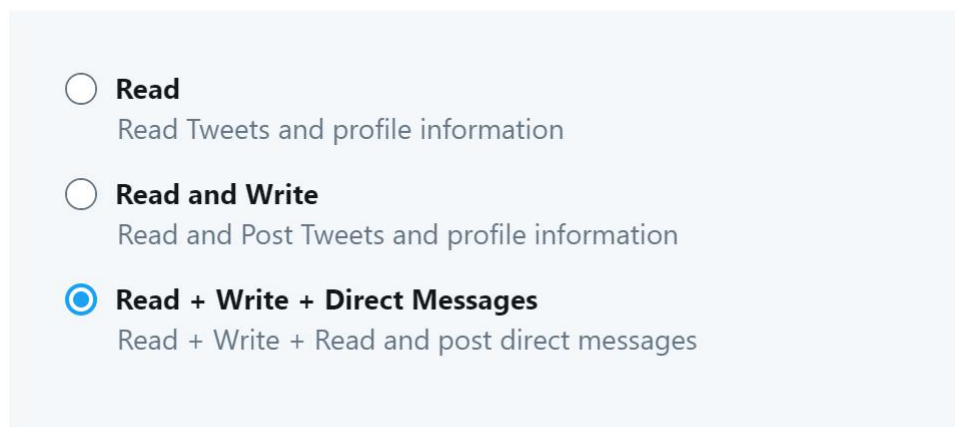 Read
Read Tweets and profile information
Read and Write
Read and Post Tweets and profile information
Read + Write + Direct Messages
Read + Write + Read and post direct messages